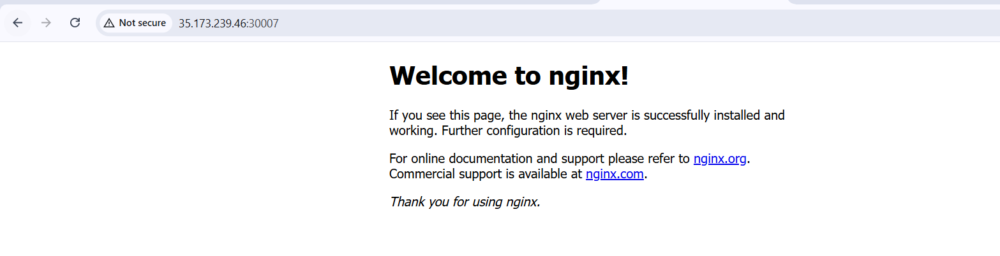 Not secure 35.173.239.46:30007
Welcome to nginx!
If you see this page, the nginx web server is successfully installed and
working. Further configuration is required.
For online documentation and support please refer to nginx.org.
Commercial support is available at nginx.com.
Thank you for using nginx.